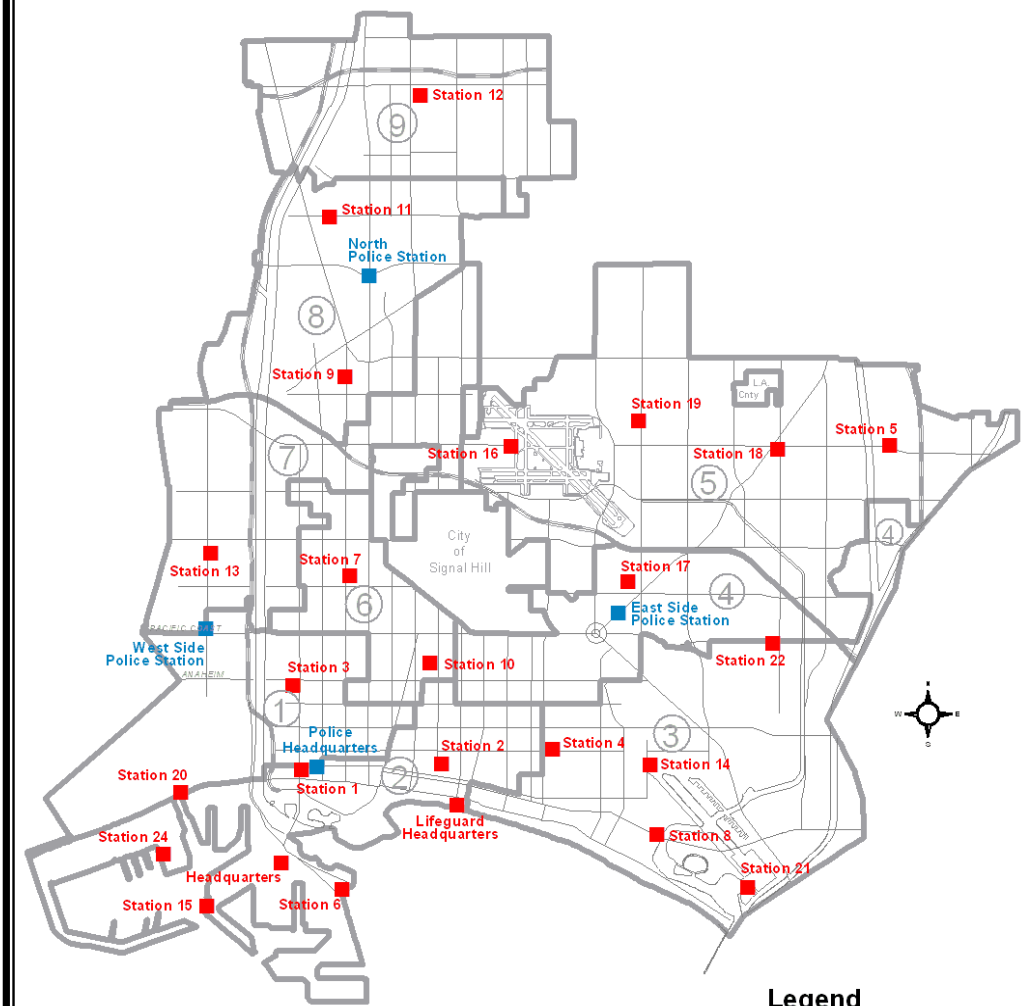 Station 12
9
Station 11
North
Police Station
8
Station 9
L.A.
Cnty
Station 19
Station 5
Station 16
Station 18
7
5
City
of
Signal Hill
4
Station 7
Station 13
Station 17
6
4
East Side
Police Station
PACIFIC COAST
West Side
Police Station
Station 22
Station 3
Station 10
ANAHEIM
1
Police
Headquarters
3
W
E
Station 2
Station 4
2
Station 14
Station 20
Station 1
Lifeguard
Headquarters
Station 24
Station 8
Headquarters
Station 21
Station 15
Station 6
Legend